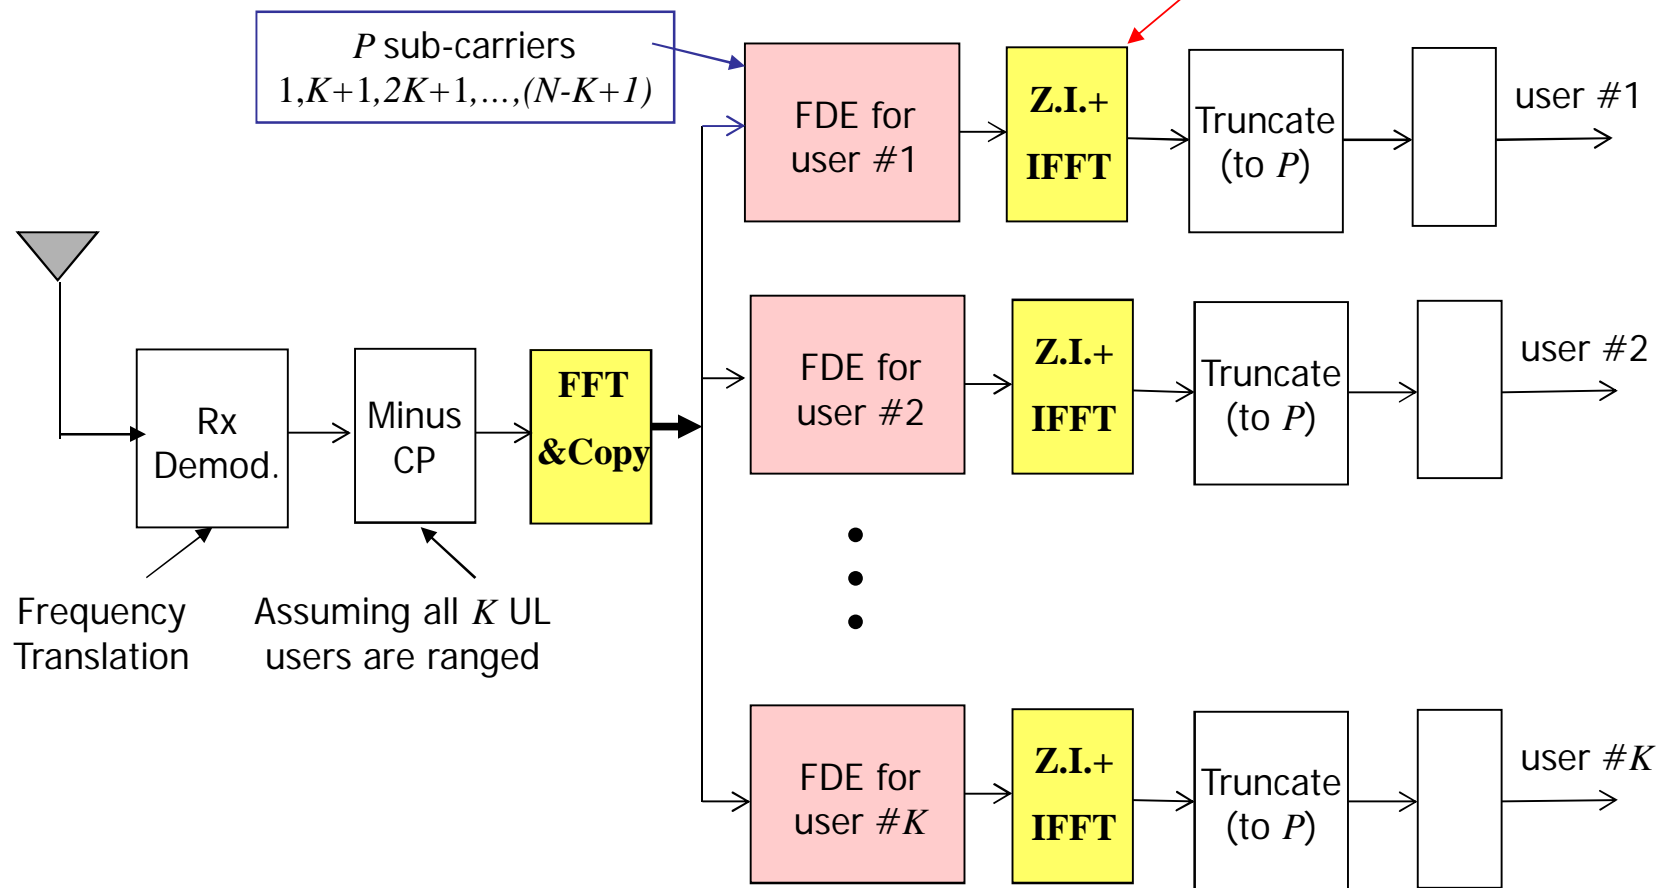 P sub-carriers
1,K+1,2K+1,...,(N-K+1)
FDE for
user #1
Z.I.+
IFFT
Truncate
(to P)
user #1
FDE for
user #2
Z.I.+
IFFT
Truncate
(to P)
user #2
Rx
Demod.
Minus
CP
FFT
&Copy
Frequency
Translation
Assuming all K UL
users are ranged
FDE for
user #K
Z.I.+
IFFT
Truncate
(to P)
user #K